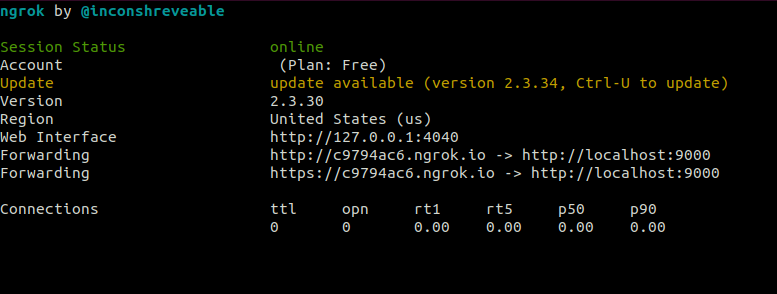 ngrok by @inconshreveable
Session Status online
Account (Plan: Free)
Update update available (version 2.3.34, Ctrl-U to update)
Version 2.3.30
Region United States (us)
Web Interface http://127.0.0.1:4040
Forwarding http://c9794ac6.ngrok.io -> http://localhost:9000
Forwarding https://c9794ac6.ngrok.io -> http://localhost:9000
Connections ttl opn rt1 rt5 p50 p90
0 0 0.00 0.00 0.00 0.00